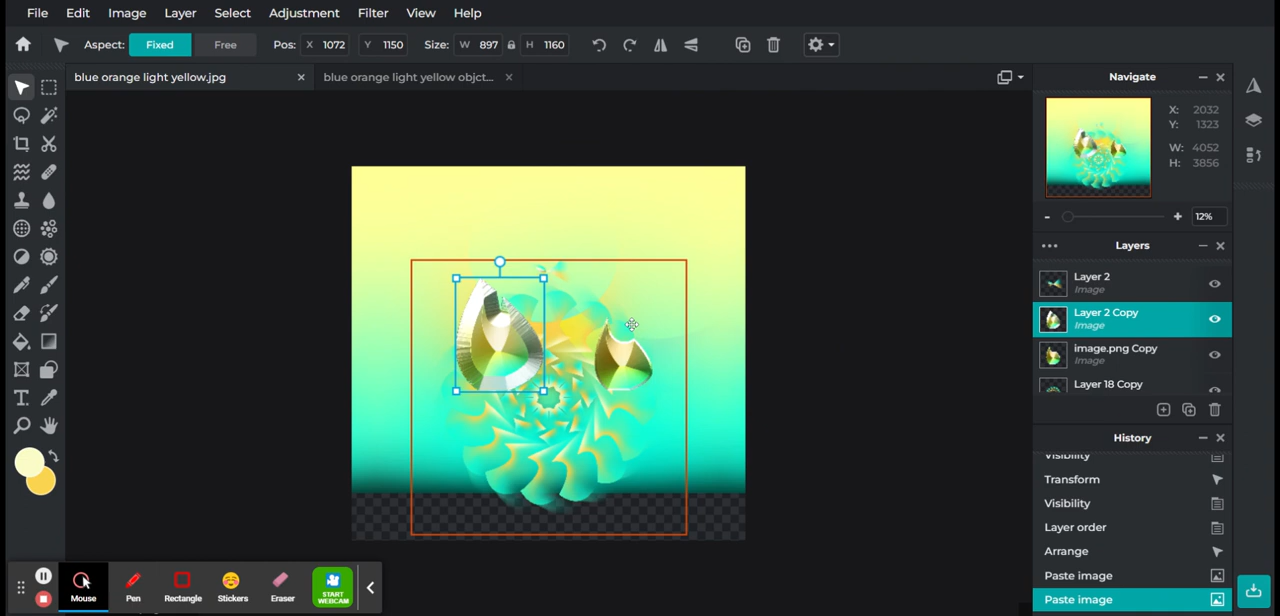 File Edit Image Layer Select Adjustment Filter View Help
Aspect: Fixed Free Pos: X 1072 Y 1150 Size: W 897 H 1160
blue orange light yellow.jpg
blue orange light yellow objct...
Navigate
X: 2032
Y: 1323
W: 4052
H: 3856
12%
Layers
Layer 2
Image
Layer 2 Copy
Image
image.png Copy
Image
Layer 18 Copy
History
Visibility
Transform
Visibility
Layer order
Arrange
Paste image
Paste image
Mouse Pen Rectangle Stickers Eraser START WEBCAM